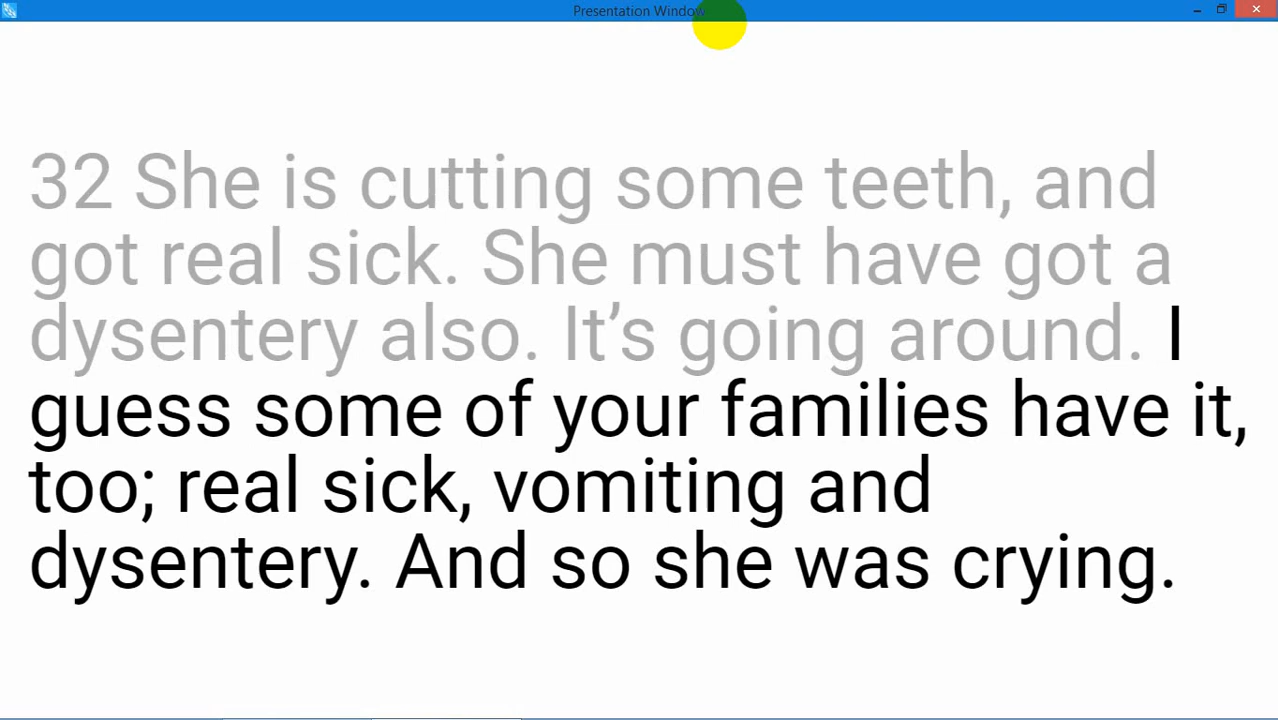 Presentation Window
32 She is cutting some teeth, and
got real sick. She must have got a
dysentery also. It’s going around. I
guess some of your families have it,
too; real sick, vomiting and
dysentery. And so she was crying.